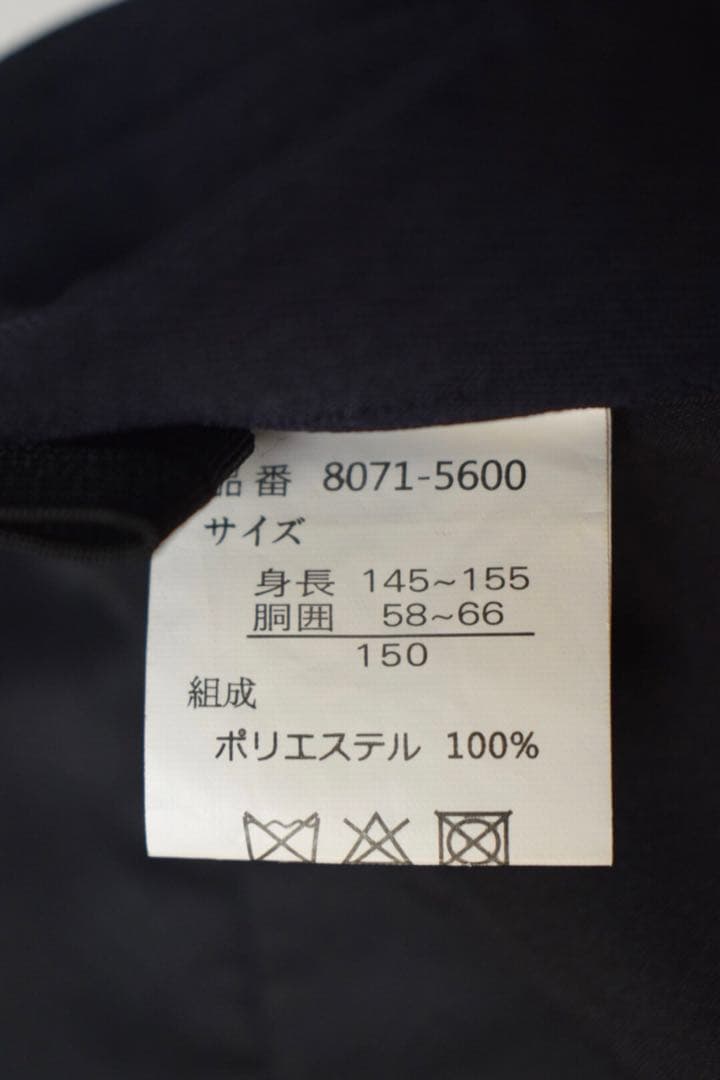 品番 8071-5600
サイズ
身長 145~155
胴囲 58~66
150
組成
ポリエステル 100%